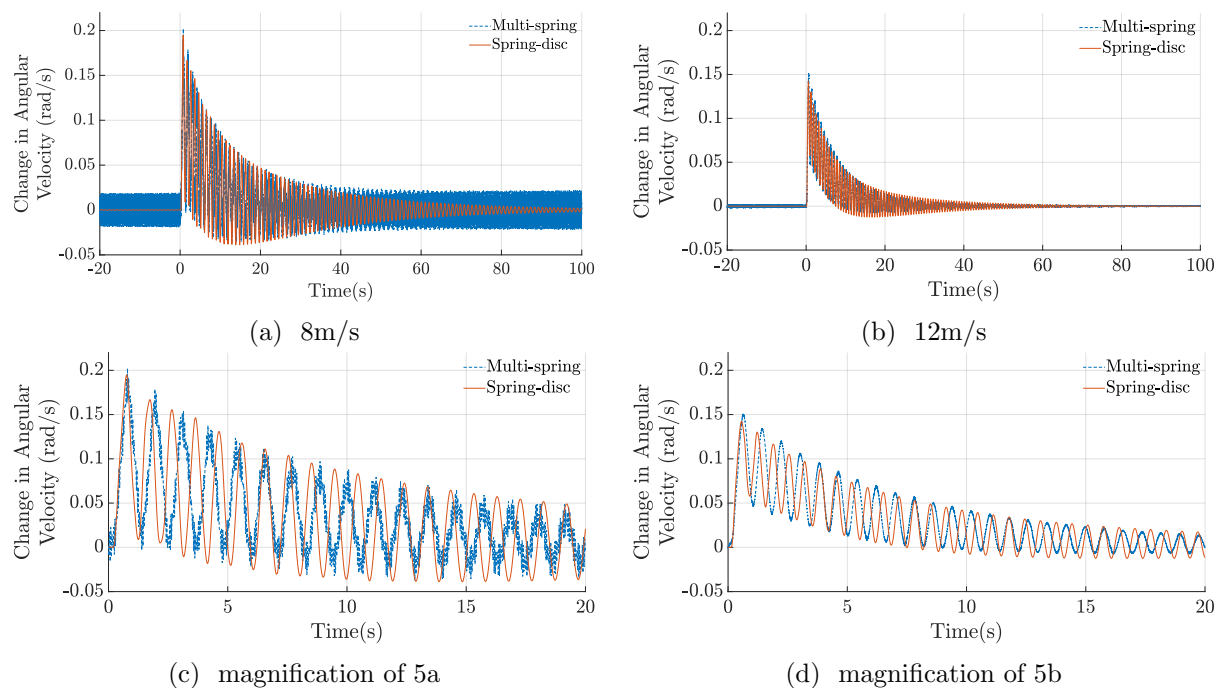 0.2
0.15
0.1
0.05
0
-0.05
Change in Angular
Velocity (rad/s)
Multi-spring
Spring-disc
-20 0 20 40 60 80 100
Time(s)
(a) 8m/s
0.2
0.15
0.1
0.05
0
-0.05
Change in Angular
Velocity (rad/s)
Multi-spring
Spring-disc
-20 0 20 40 60 80 100
Time(s)
(b) 12m/s
0.2
0.15
0.1
0.05
0
-0.05
Change in Angular
Velocity (rad/s)
Multi-spring
Spring-disc
0 5 10 15 20
Time(s)
(c) magnification of 5a
0.2
0.15
0.1
0.05
0
-0.05
Change in Angular
Velocity (rad/s)
Multi-spring
Spring-disc
0 5 10 15 20
Time(s)
(d) magnification of 5b